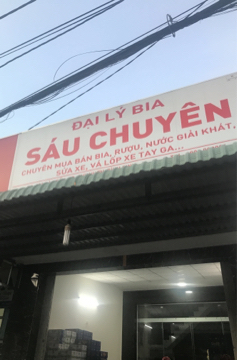 ĐẠI LÝ BIA
SÁU CHUYÊN
CHUYÊN MUA BÁN BIA, RƯỢU, NƯỚC GIẢI KHÁT,
SỬA XE, VÁ LỐP XE TAY GA...